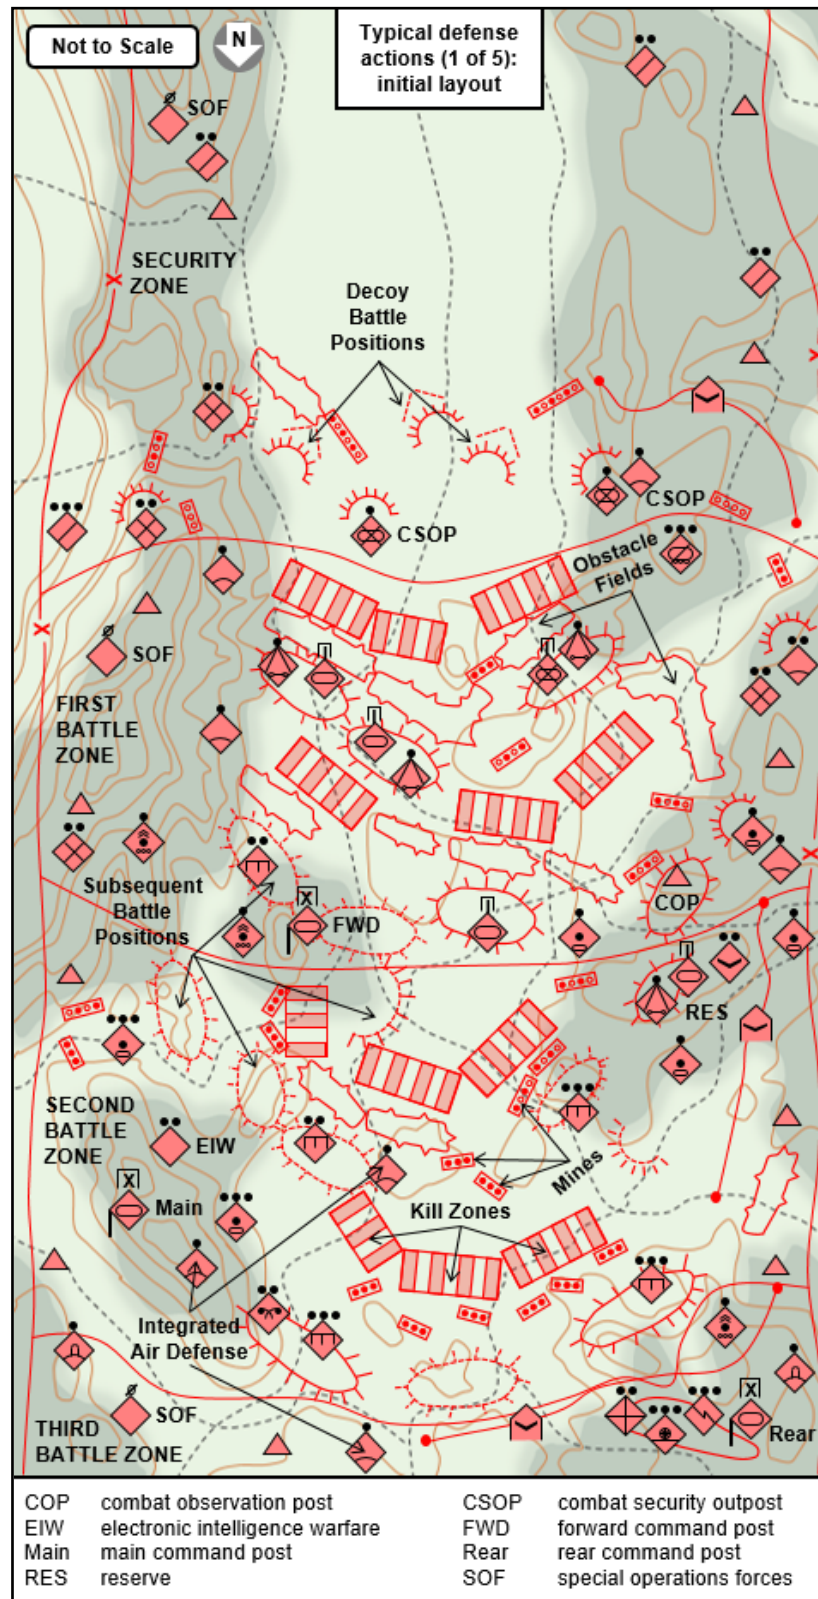 Not to Scale
N
Typical defense
actions (1 of 5):
initial layout
SOF
SECURITY
ZONE
Decoy
Battle
Positions
X
X
CSOP
CSOP
Obstacle
Fields
X
SOF
FIRST
BATTLE
ZONE
X
Subsequent
Battle
Positions
COP
X
FWD
RES
SECOND
BATTLE
ZONE
EIW
X
Main
Mines
Kill Zones
Integrated
Air Defense
SOF
X
Rear
THIRD
BATTLE ZONE
COP combat observation post
EIW electronic intelligence warfare
Main main command post
RES reserve
CSOP combat security outpost
FWD forward command post
Rear rear command post
SOF special operations forces